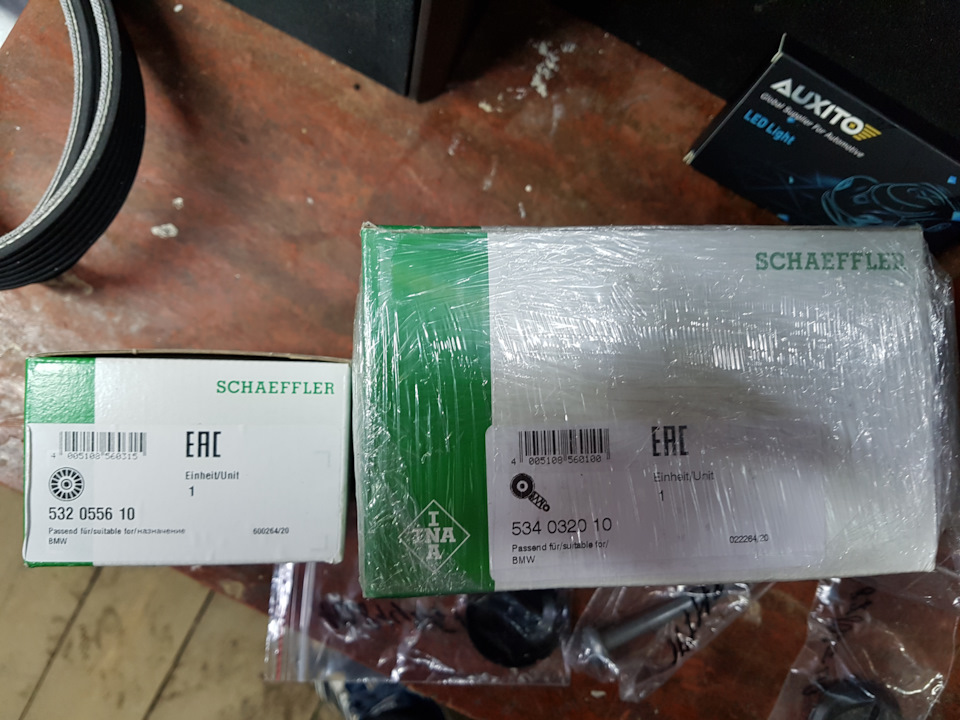 AUXITO
Global Supplier For Automotive
LED Light
SCHAEFFLER
4 005108 560315
EAC
Einheit/Unit
1
532 0556 10
Passend für/suitable for/назначение
BMW
600264/20
SCHAEFFLER
4 005108 560100
EAC
Einheit/Unit
1
534 0320 10
Passend für/suitable for/
BMW
022264/20
INA
INA